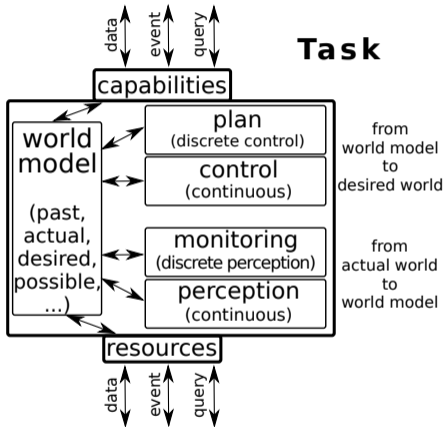 data
event
query
Task
capabilities
world
model
(past,
actual,
desired,
possible,
...)
plan
(discrete control)
control
(continuous)
monitoring
(discrete perception)
perception
(continuous)
from
world model
to
desired world
from
actual world
to
world model
resources
data
event
query